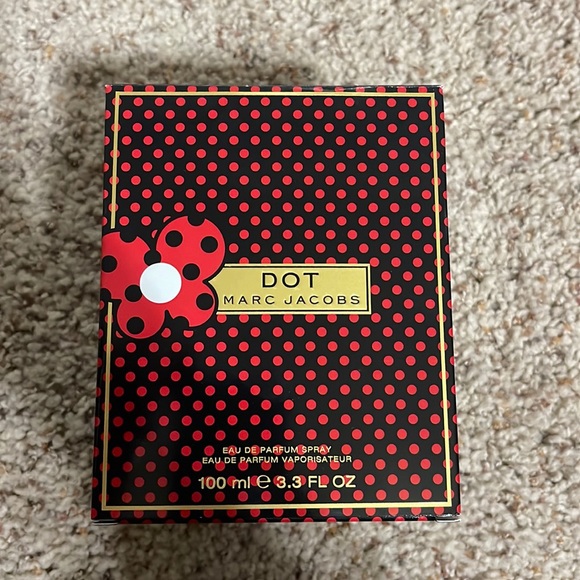 DOT
MARC JACOBS
EAU DE PARFUM SPRAY
EAU DE PARFUM VAPORISATEUR
100 ml ℮ 3.3 FL OZ